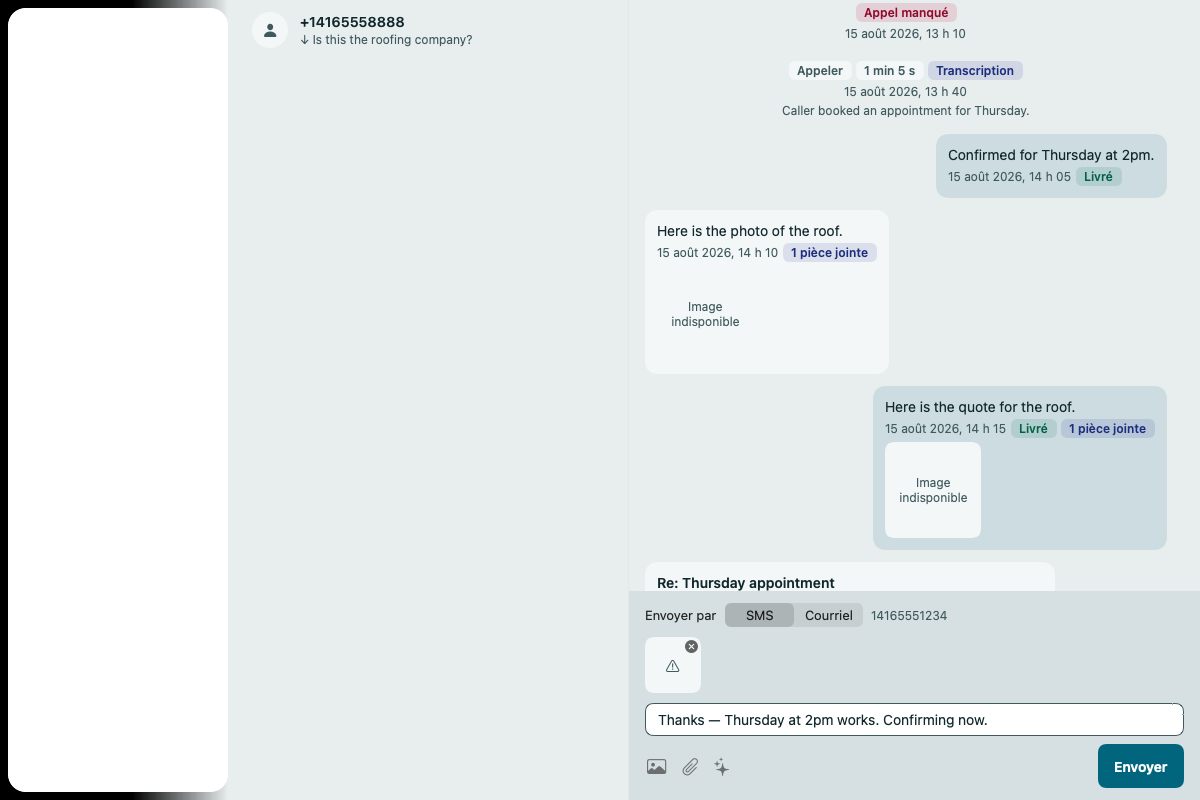 +14165558888
↓ Is this the roofing company?
Appel manqué
15 août 2026, 13 h 10
Appeler 1 min 5 s Transcription
15 août 2026, 13 h 40
Caller booked an appointment for Thursday.
Confirmed for Thursday at 2pm.
15 août 2026, 14 h 05 Livré
Here is the photo of the roof.
15 août 2026, 14 h 10 1 pièce jointe
Image
indisponible
Here is the quote for the roof.
15 août 2026, 14 h 15 Livré 1 pièce jointe
Image
indisponible
Re: Thursday appointment
Envoyer par SMS Courriel 14165551234
Thanks — Thursday at 2pm works. Confirming now.
Envoyer